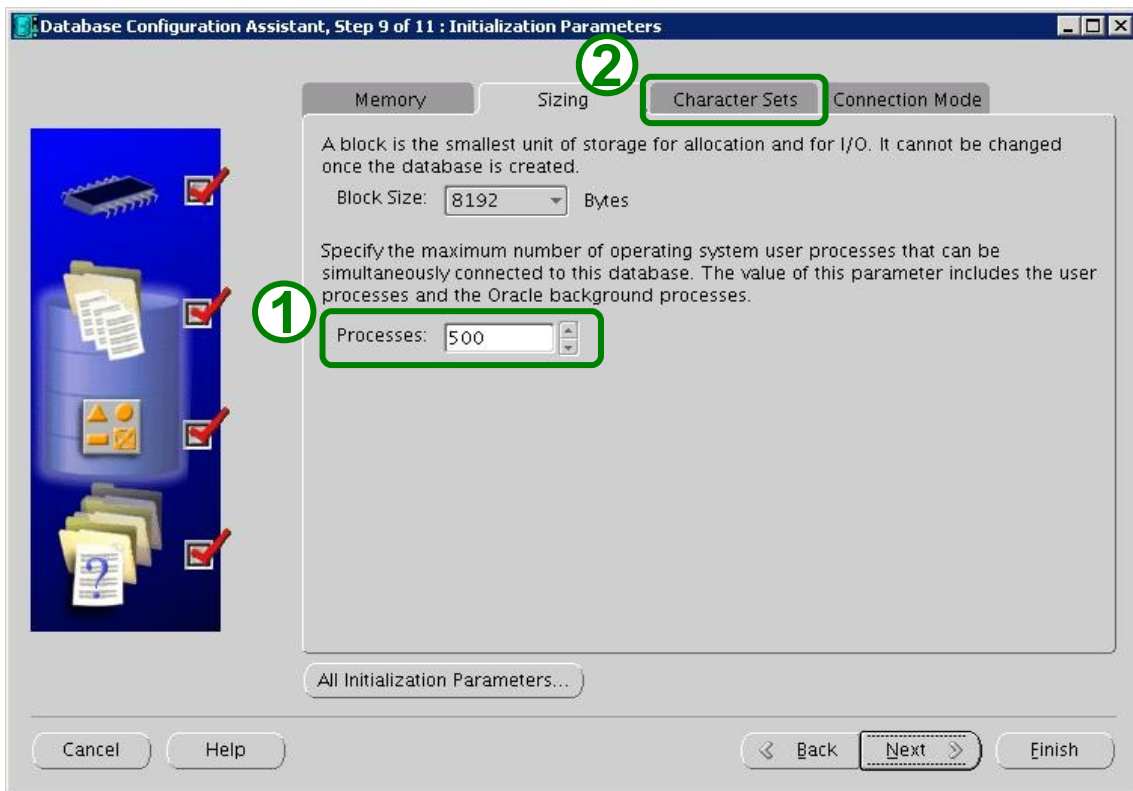 Database Configuration Assistant, Step 9 of 11 : Initialization Parameters
2
Memory Sizing Character Sets Connection Mode
A block is the smallest unit of storage for allocation and for I/O. It cannot be changed
once the database is created.
Block Size: 8192 Bytes
Specify the maximum number of operating system user processes that can be
simultaneously connected to this database. The value of this parameter includes the user
processes and the Oracle background processes.
1
Processes: 500
?
All Initialization Parameters...
Cancel Help Back Next Finish